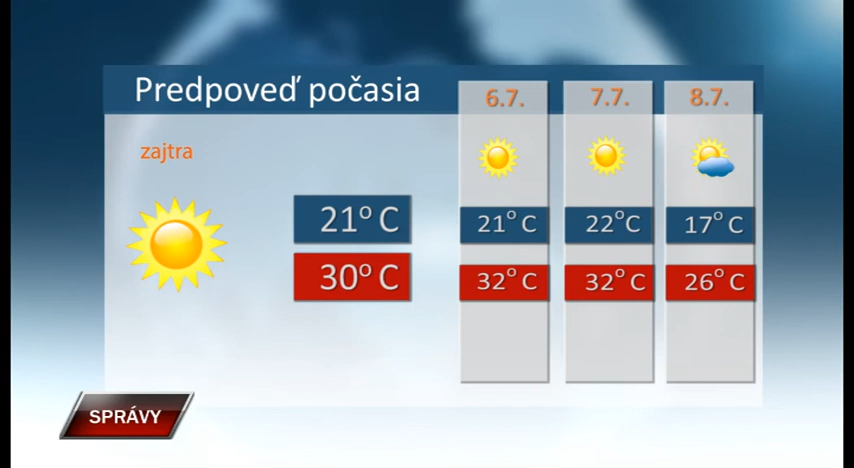 Predpoveď počasia
zajtra
21° C
30° C
6.7.
21° C
32° C
7.7.
22°C
32° C
8.7.
17° C
26° C
SPRÁVY